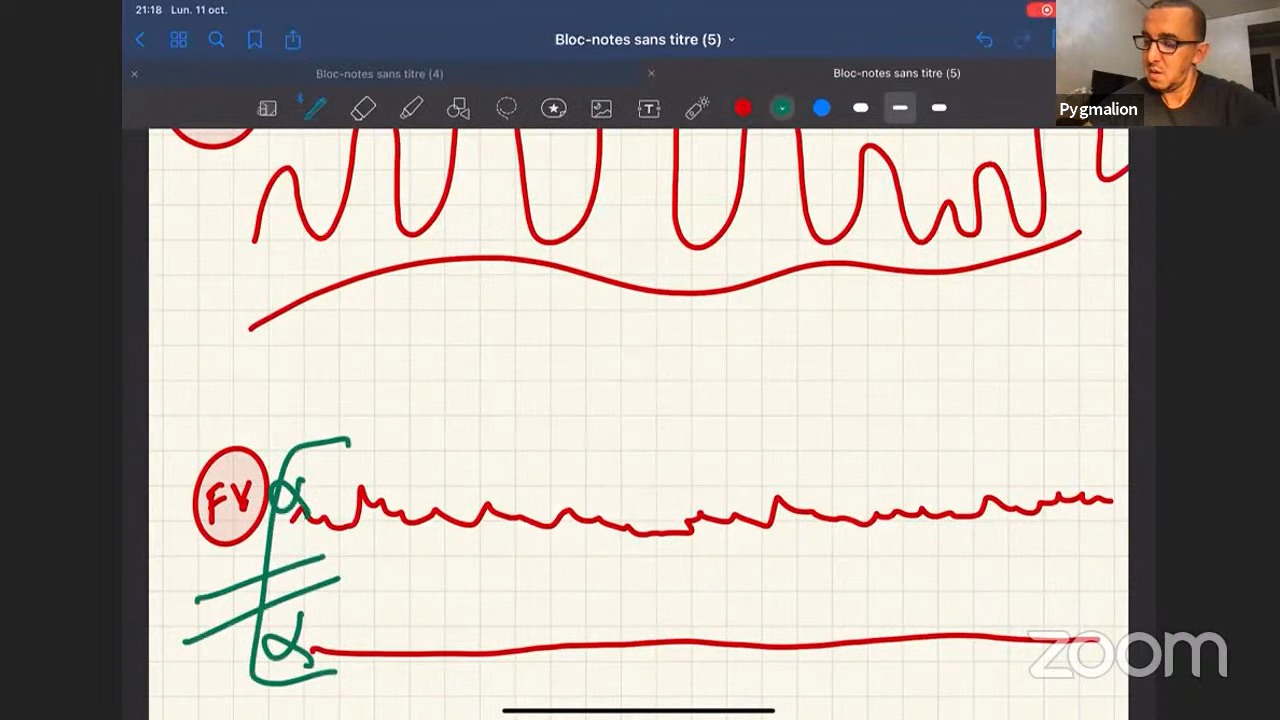 21:18 Lun. 11 oct.
Bloc-notes sans titre (5)
Bloc-notes sans titre (4)
Bloc-notes sans titre (5)
T
Pygmalion
FV
α
α
zoom